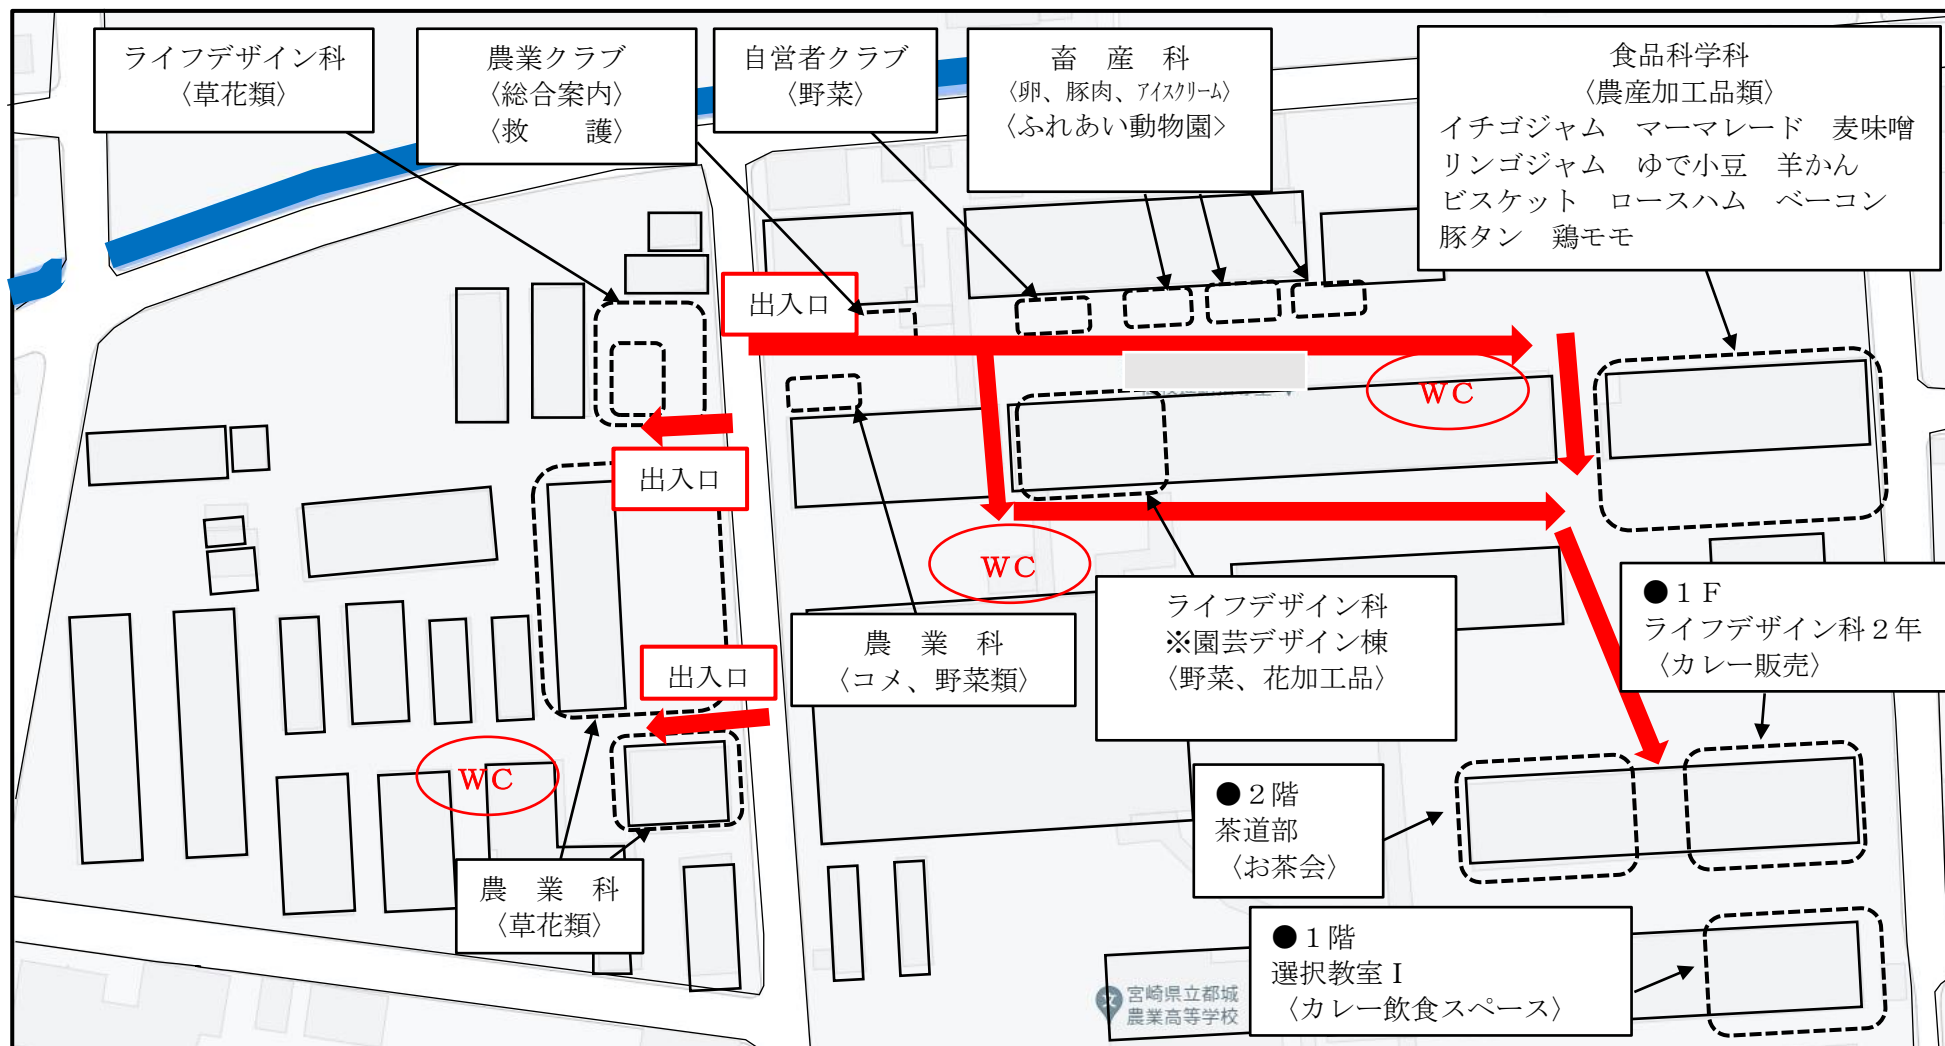 ライフデザイン科
〈草花類〉
農業クラブ
〈総合案内〉
〈救　　護〉
自営者クラブ
〈野菜〉
畜　産　科
〈卵、豚肉、アイスクリーム〉
〈ふれあい動物園>
食品科学科
〈農産加工品類〉
イチゴジャム　マーマレード　麦味噌
リンゴジャム　ゆで小豆　羊かん
ビスケット　ロースハム　ベーコン
豚タン　鶏モモ
出入口
WC
出入口
WC
農　業　科
〈コメ、野菜類〉
ライフデザイン科
※園芸デザイン棟
〈野菜、花加工品〉
●１F
ライフデザイン科２年
〈カレー販売〉
出入口
WC
●２階
茶道部
〈お茶会〉
農　業　科
〈草花類〉
●１階
選択教室Ⅰ
〈カレー飲食スペース〉
宮崎県立都城
農業高等学校